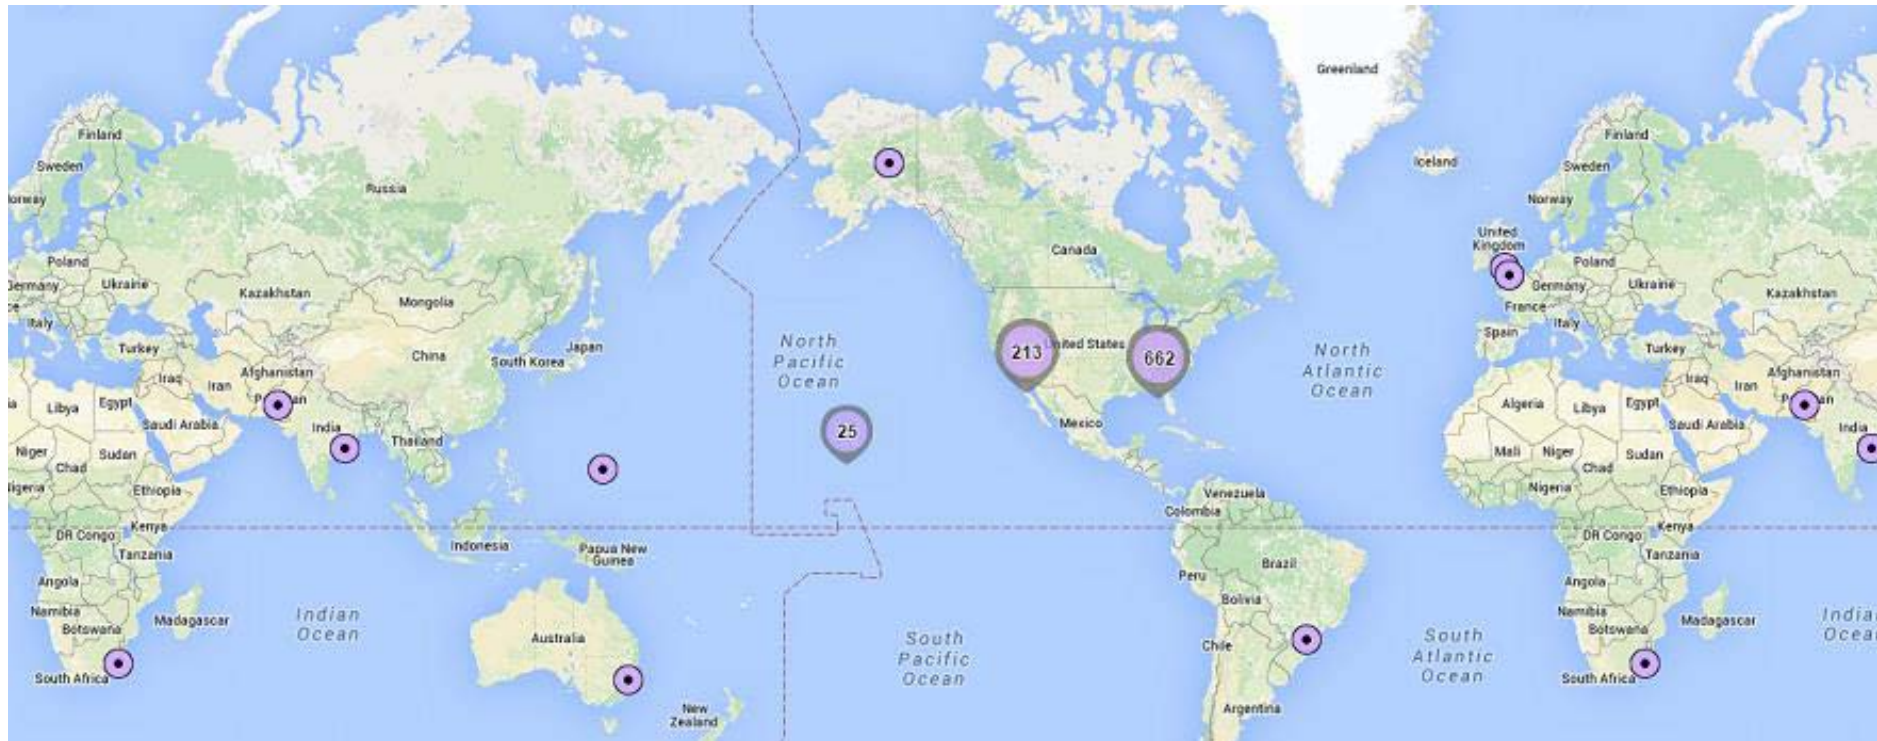 Greenland
Finland
Sweden
Norway
Russia
Iceland
Canada
Finland
Sweden
Norway
United
Kingdom
Poland
Ukraine
Germany
Italy
Kazakhstan
Mongolia
Poland
Germany
Ukraine
France
Italy
Spain
Kazakhstan
Turkey
China
South Korea
Japan
North
Pacific
Ocean
213
United States
662
North
Atlantic
Ocean
Turkey
Iraq
Iran
Afghanistan
Iraq
Iran
Afghanistan
Libya
Egypt
Saudi Arabia
India
Thailand
25
Mexico
Algeria
Libya
Egypt
Saudi Arabia
India
Niger
Chad
Sudan
Mali
Niger
Chad
Sudan
Nigeria
Ethiopia
Venezuela
Colombia
Nigeria
Ethiopia
DR Congo
Kenya
Tanzania
Indonesia
Papua New
Guinea
Brazil
Peru
DR Congo
Kenya
Tanzania
Angola
Namibia
Botswana
Madagascar
Indian
Ocean
Australia
Bolivia
Angola
Namibia
Botswana
Madagascar
South
Pacific
Ocean
Chile
South
Atlantic
Ocean
South Africa
New
Zealand
Argentina
South Africa